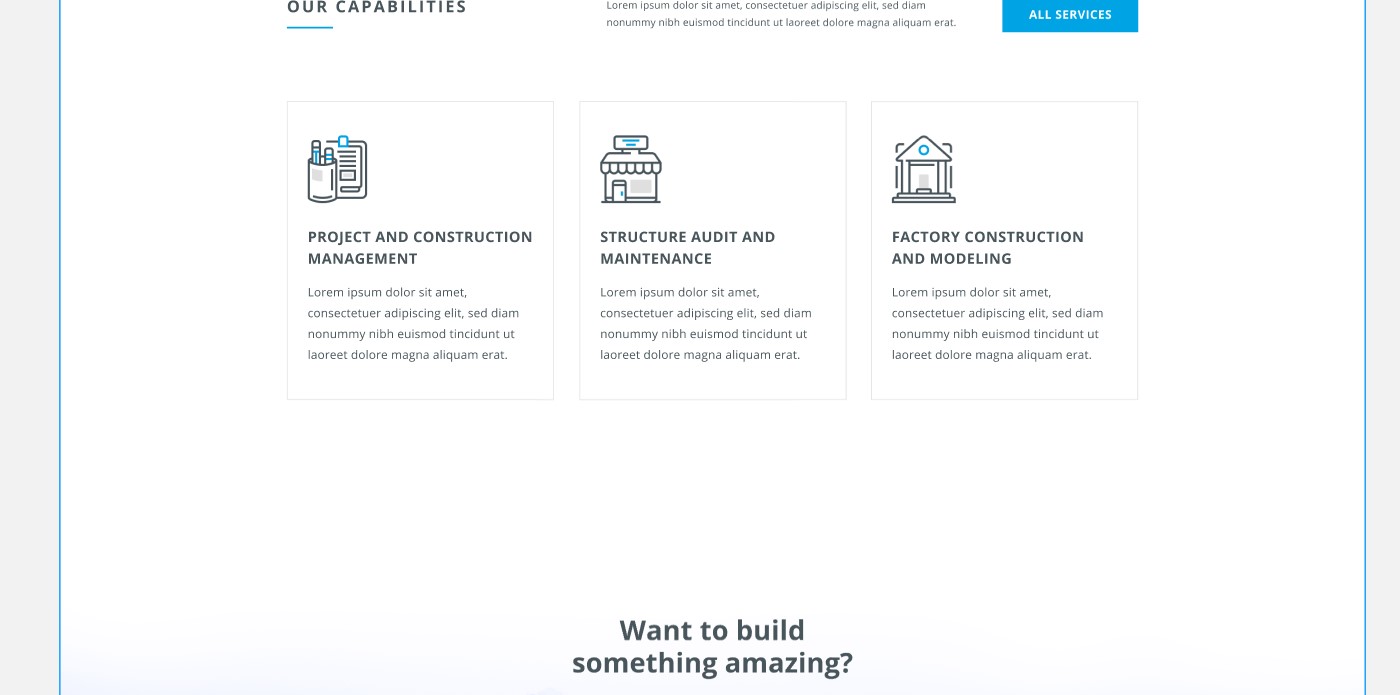 OUR CAPABILITIES
Lorem ipsum dolor sit amet, consectetuer adipiscing elit, sed diam
nonummy nibh euismod tincidunt ut laoreet dolore magna aliquam erat.
ALL SERVICES
PROJECT AND CONSTRUCTION
MANAGEMENT
Lorem ipsum dolor sit amet,
consectetuer adipiscing elit, sed diam
nonummy nibh euismod tincidunt ut
laoreet dolore magna aliquam erat.
STRUCTURE AUDIT AND
MAINTENANCE
Lorem ipsum dolor sit amet,
consectetuer adipiscing elit, sed diam
nonummy nibh euismod tincidunt ut
laoreet dolore magna aliquam erat.
FACTORY CONSTRUCTION
AND MODELING
Lorem ipsum dolor sit amet,
consectetuer adipiscing elit, sed diam
nonummy nibh euismod tincidunt ut
laoreet dolore magna aliquam erat.
Want to build
something amazing?